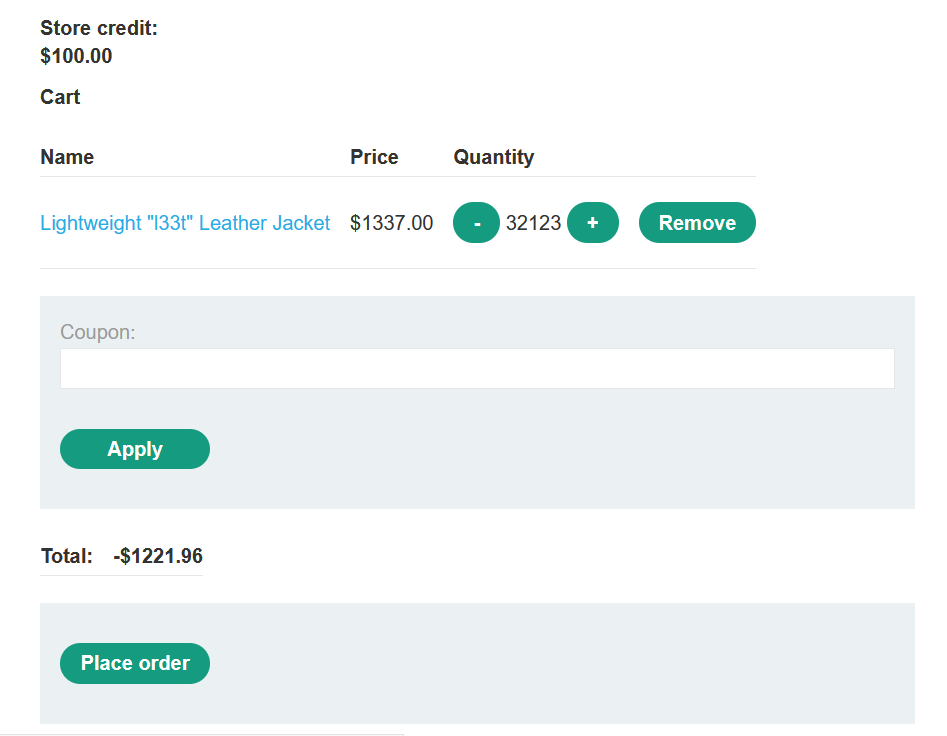 Store credit:
$100.00
Cart
Name Price Quantity
Lightweight "l33t" Leather Jacket $1337.00 - 32123 + Remove
Coupon:
Apply
Total: -$1221.96
Place order